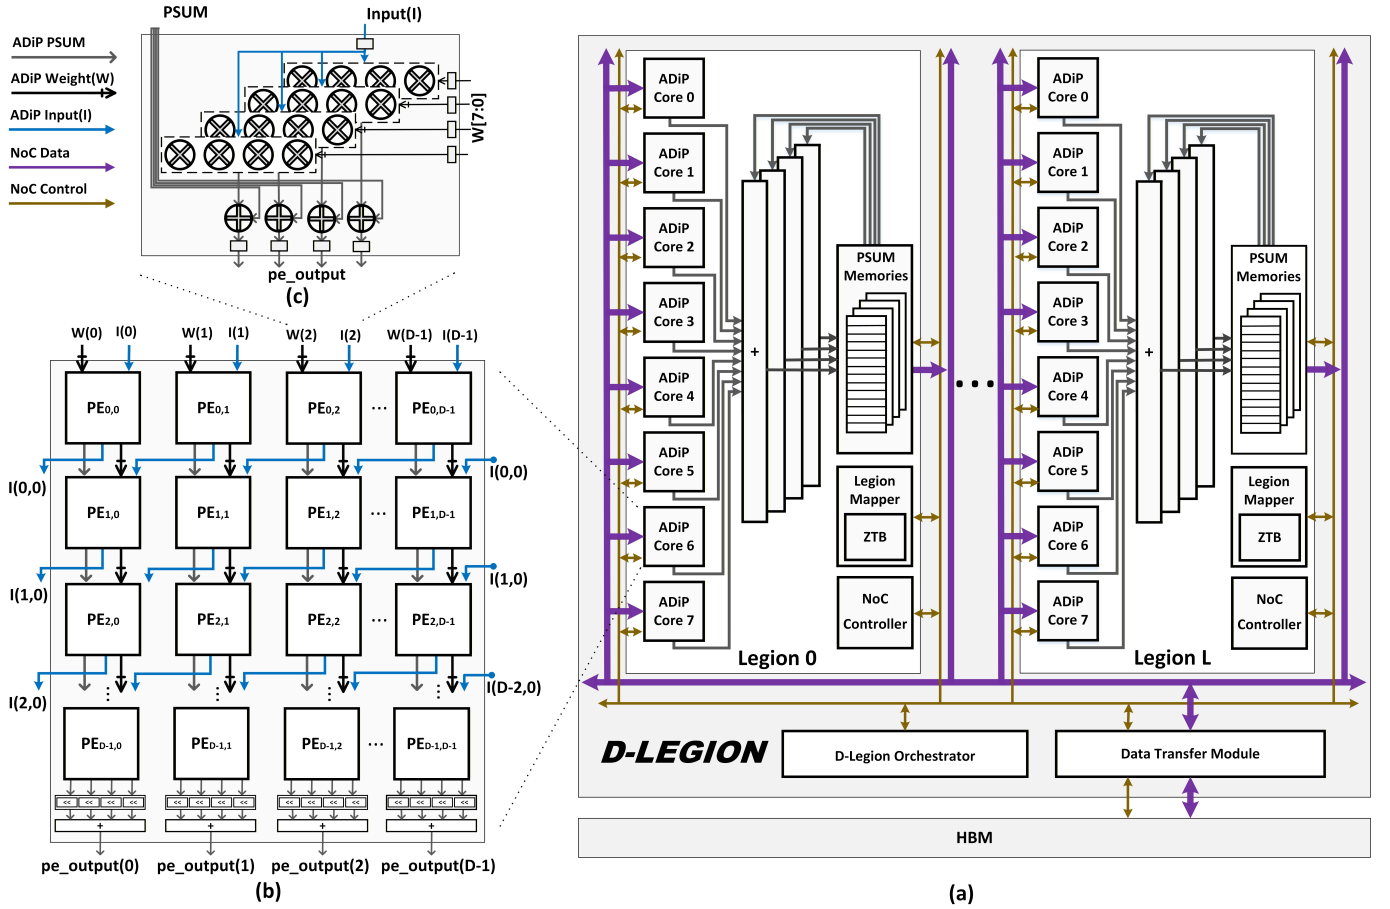 PSUM
Input(I)
ADiP PSUM
ADiP Weight(W)
ADiP Input(I)
NoC Data
NoC Control
W[7:0]
pe_output
(c)
W(0) I(0) W(1) I(1) W(2) I(2) W(D-1) I(D-1)
PE0,0 PE0,1 PE0,2 ... PE0,D-1
I(0,0) I(0,0)
PE1,0 PE1,1 PE1,2 ... PE1,D-1
I(1,0) I(1,0)
PE2,0 PE2,1 PE2,2 ... PE2,D-1
I(2,0) I(D-2,0)
PED-1,0 PED-1,1 PED-1,2 ... PED-1,D-1
<< << << << << << << << << << << << << << << <<
+ + + +
pe_output(0) pe_output(1) pe_output(2) pe_output(D-1)
(b)
ADiP
Core 0
ADiP
Core 1
ADiP
Core 2
ADiP
Core 3
ADiP
Core 4
ADiP
Core 5
ADiP
Core 6
ADiP
Core 7
+
PSUM
Memories
Legion
Mapper
ZTB
NoC
Controller
Legion 0
...
ADiP
Core 0
ADiP
Core 1
ADiP
Core 2
ADiP
Core 3
ADiP
Core 4
ADiP
Core 5
ADiP
Core 6
ADiP
Core 7
+
PSUM
Memories
Legion
Mapper
ZTB
NoC
Controller
Legion L
D-LEGION
D-Legion Orchestrator
Data Transfer Module
HBM
(a)